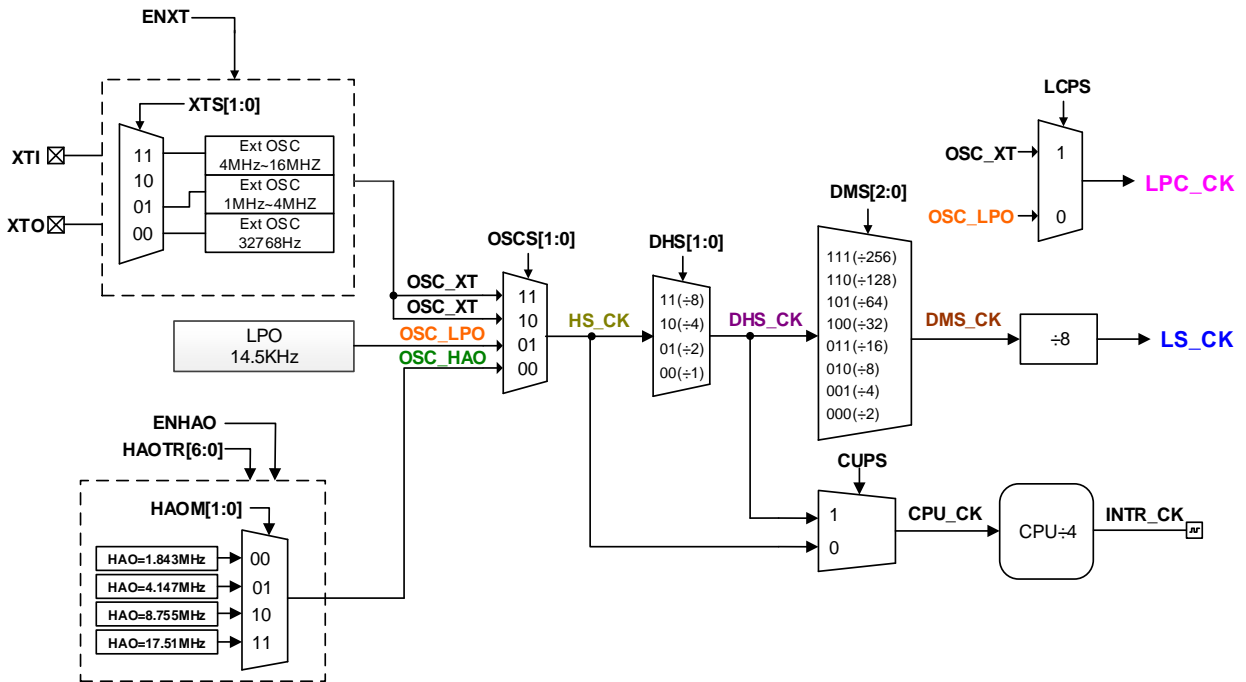 ENXT
XTS[1:0]
XTI
XTO
11
10
01
00
Ext OSC
4MHz~16MHZ
Ext OSC
1MHz~4MHZ
Ext OSC
32768Hz
LPO
14.5KHz
OSC_XT
OSC_XT
OSC_LPO
OSC_HAO
OSCS[1:0]
11
10
01
00
HS_CK
DHS[1:0]
11(÷8)
10(÷4)
01(÷2)
00(÷1)
DHS_CK
DMS[2:0]
111(÷256)
110(÷128)
101(÷64)
100(÷32)
011(÷16)
010(÷8)
001(÷4)
000(÷2)
DMS_CK
÷8
LS_CK
LCPS
OSC_XT
OSC_LPO
1
0
LPC_CK
CUPS
1
0
CPU_CK
CPU÷4
INTR_CK
ENHAO
HAOTR[6:0]
HAOM[1:0]
HAO=1.843MHz
HAO=4.147MHz
HAO=8.755MHz
HAO=17.51MHz
00
01
10
11